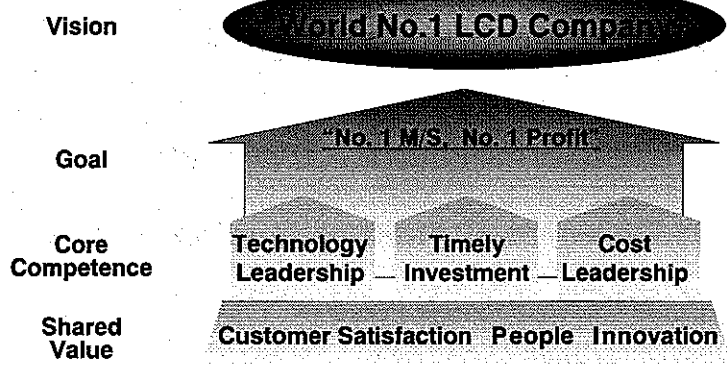 Vision
"World No.1 LCD Company"
Goal
"No. 1 M/S, No. 1 Profit"
Core
Competence
Technology
Leadership
Timely
Investment
Cost
Leadership
Shared
Value
Customer Satisfaction People Innovation